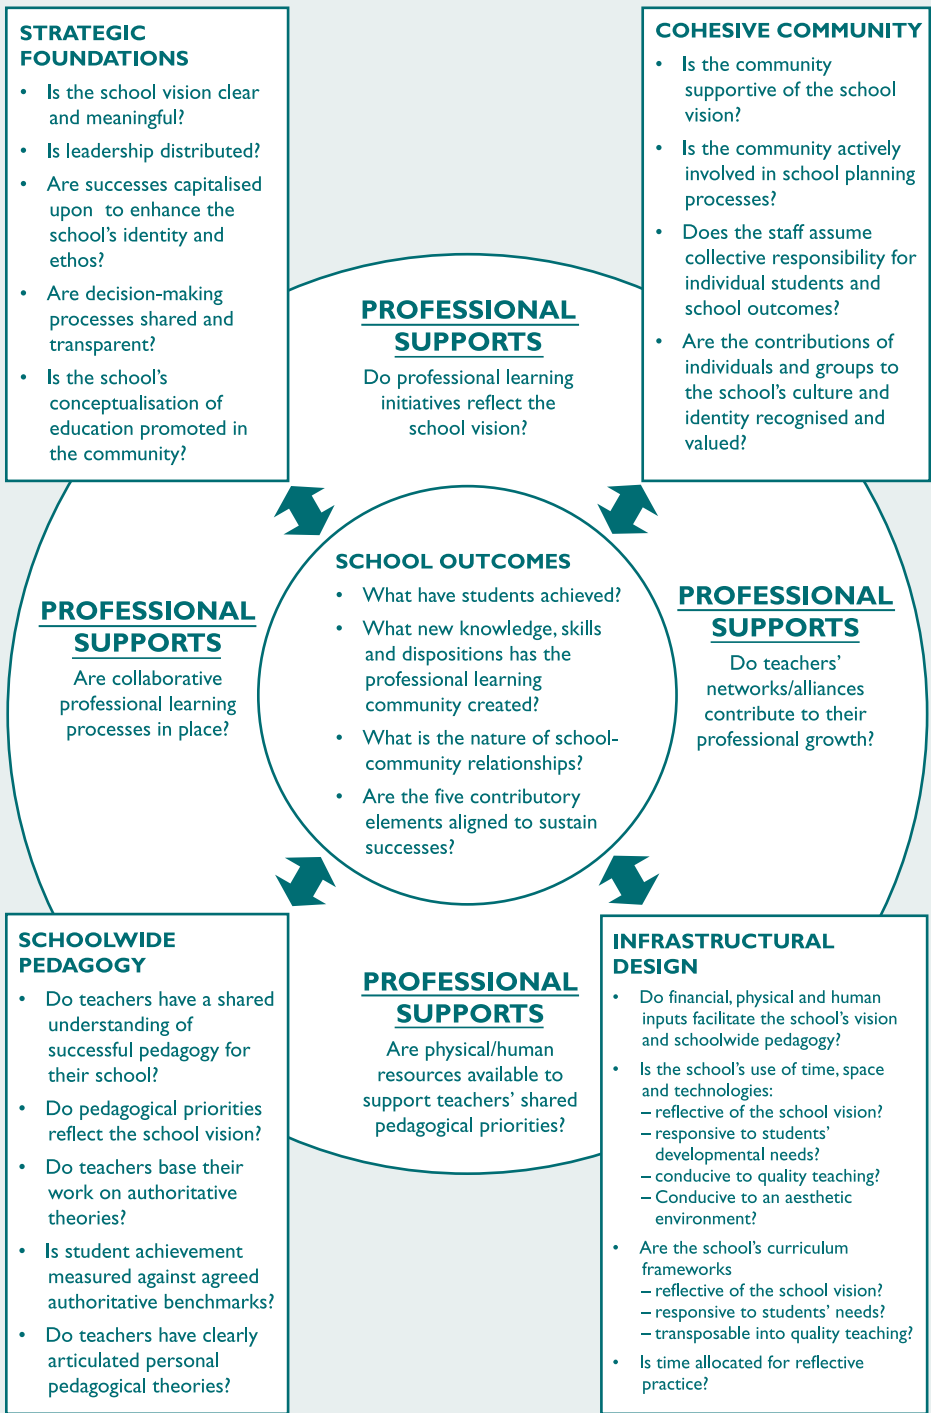 STRATEGIC
FOUNDATIONS
• Is the school vision clear
and meaningful?
• Is leadership distributed?
• Are successes capitalised
upon to enhance the
school's identity and
ethos?
• Are decision-making
processes shared and
transparent?
• Is the school's
conceptualisation of
education promoted in
the community?
COHESIVE COMMUNITY
• Is the community
supportive of the school
vision?
• Is the community actively
involved in school planning
processes?
• Does the staff assume
collective responsibility for
individual students and
school outcomes?
• Are the contributions of
individuals and groups to
the school's culture and
identity recognised and
valued?
PROFESSIONAL
SUPPORTS
Do professional learning
initiatives reflect the
school vision?
PROFESSIONAL
SUPPORTS
Are collaborative
professional learning
processes in place?
SCHOOL OUTCOMES
• What have students achieved?
• What new knowledge, skills
and dispositions has the
professional learning
community created?
• What is the nature of school-
community relationships?
• Are the five contributory
elements aligned to sustain
successes?
PROFESSIONAL
SUPPORTS
Do teachers'
networks/alliances
contribute to their
professional growth?
SCHOOLWIDE
PEDAGOGY
• Do teachers have a shared
understanding of
successful pedagogy for
their school?
• Do pedagogical priorities
reflect the school vision?
• Do teachers base their
work on authoritative
theories?
• Is student achievement
measured against agreed
authoritative benchmarks?
• Do teachers have clearly
articulated personal
pedagogical theories?
PROFESSIONAL
SUPPORTS
Are physical/human
resources available to
support teachers' shared
pedagogical priorities?
INFRASTRUCTURAL
DESIGN
• Do financial, physical and human
inputs facilitate the school's vision
and schoolwide pedagogy?
• Is the school's use of time, space
and technologies:
– reflective of the school vision?
– responsive to students'
developmental needs?
– conducive to quality teaching?
– Conducive to an aesthetic
environment?
• Are the school's curriculum
frameworks
– reflective of the school vision?
– responsive to students' needs?
– transposable into quality teaching?
• Is time allocated for reflective
practice?